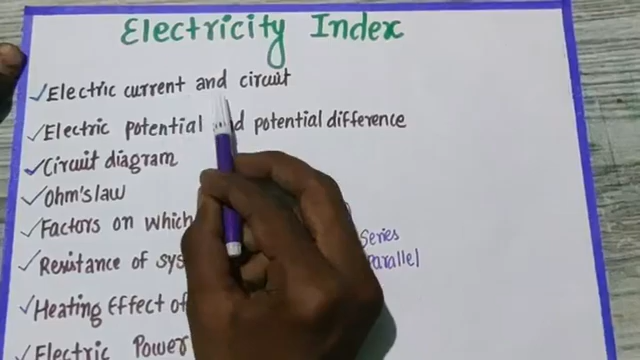 Electricity Index
✓ Electric current and circuit
✓ Electric potential and potential difference
✓ Circuit diagram
✓ Ohm's law
✓ Factors on which
✓ Resistance of sys
Series
Parallel
✓ Heating Effect of
✓ Electric Power